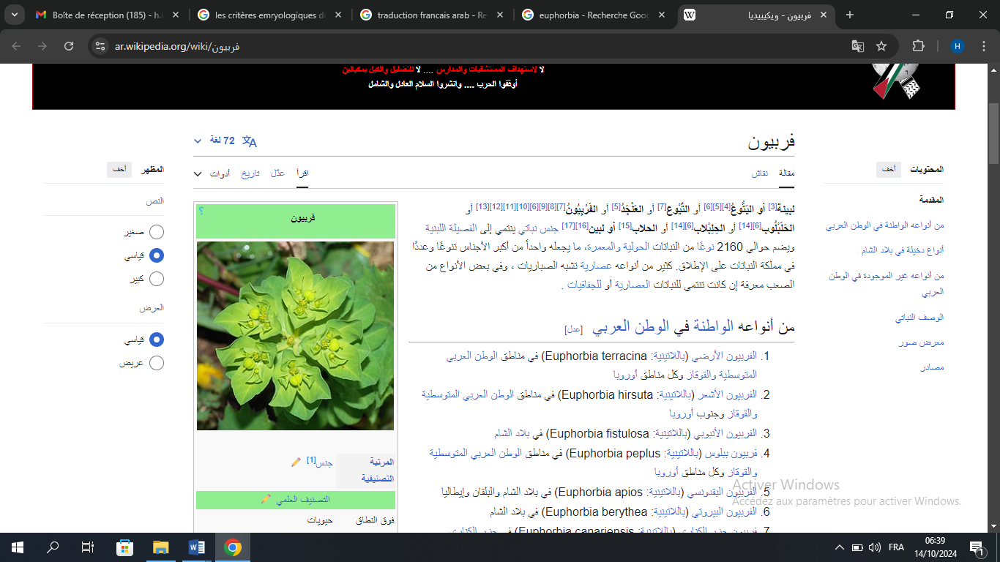 Boîte de réception (185) - h.l
les critères emryologiques de
traduction francais arab - Re
euphorbia - Recherche Goog
فربيون - ويكيبيديا
ar.wikipedia.org/wiki/فربيون
H
لا لاستهداف المستشفيات والمدارس .... لا للتضليل والكيل بمكيالين
أوقفوا الحرب .... وانشروا السلام العادل والشامل
فربيون
72 لغة
مقالة
نقاش
اقرأ
عدّل
تاريخ
أدوات
المحتويات
أخف
المقدمة
من أنواعه الواطنة في الوطن العربي
أنواع دخيلة في بلاد الشام
من أنواعه غير الموجودة في الوطن
العربي
الوصف النباتي
معرض صور
مصادر
لبينة[3] أو اليَتُّوعُ[4][5][6] أو التَّيُّوع[7] أو العَنْجَدُ[5] أو الفَرْبِيُونُ[7][8][9][6][10][11][12][13] أو
الحَلَبْلُوب[6][14] أو الحِلِبْلاب[6][14] أو الحلاب[15] أو لبين[16][17] جنس نباتي ينتمي إلى الفصيلة اللبنية
ويضم حوالي 2160 نوعًا من النباتات الحولية والمعمرة، ما يجعله واحداً من أكبر الأجناس تنوعًا وعددًا
في مملكة النباتات على الإطلاق. كثير من أنواعه عصارية تشبه الصباريات ، وفي بعض الأنواع من
الصعب معرفة إن كانت تنتمي للنباتات العصارية أو للجفافيات .
من أنواعه الواطنة في الوطن العربي [عدل]
1. الفربيون الأرضي (باللاتينية: Euphorbia terracina) في مناطق الوطن العربي
المتوسطية والقوقاز وكل مناطق أوروبا
2. الفربيون الأشعر (باللاتينية: Euphorbia hirsuta) في مناطق الوطن العربي المتوسطية
والقوقاز وجنوب أوروبا
3. الفربيون الأنبوبي (باللاتينية: Euphorbia fistulosa) في بلاد الشام
4. فربيون ببلوس (باللاتينية: Euphorbia peplus) في مناطق الوطن العربي المتوسطية
والقوقاز وكل مناطق أوروبا
5. الفربيون البقدونسي (باللاتينية: Euphorbia apios) في بلاد الشام والبلقان وإيطاليا
6. الفربيون البيروتي (باللاتينية: Euphorbia berythea) في بلاد الشام
7. فربيون جزر الكناري (باللاتينية: Euphorbia canariensis) في جزر الكناري
؟
فربيون
المرتبة
التصنيفية
جنس[1]
التصنيف العلمي
فوق النطاق
حيويات
المظهر
أخف
النص
صغير
قياسي
كبير
العرض
قياسي
عريض
Activer Windows
Accédez aux paramètres pour activer Windows.
FRA
06:39
14/10/2024
1